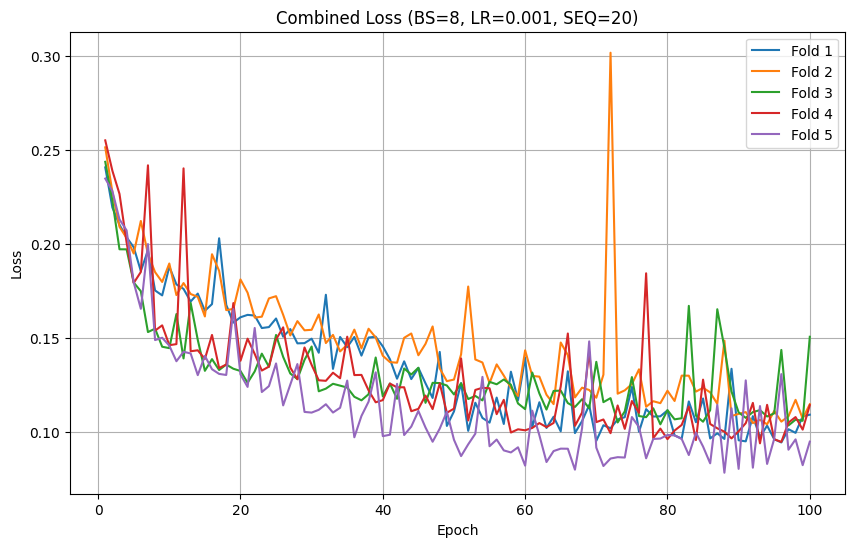 Combined Loss (BS=8, LR=0.001, SEQ=20)
Fold 1
Fold 2
Fold 3
Fold 4
Fold 5
0.30
0.25
0.20
0.15
0.10
Loss
0 20 40 60 80 100
Epoch